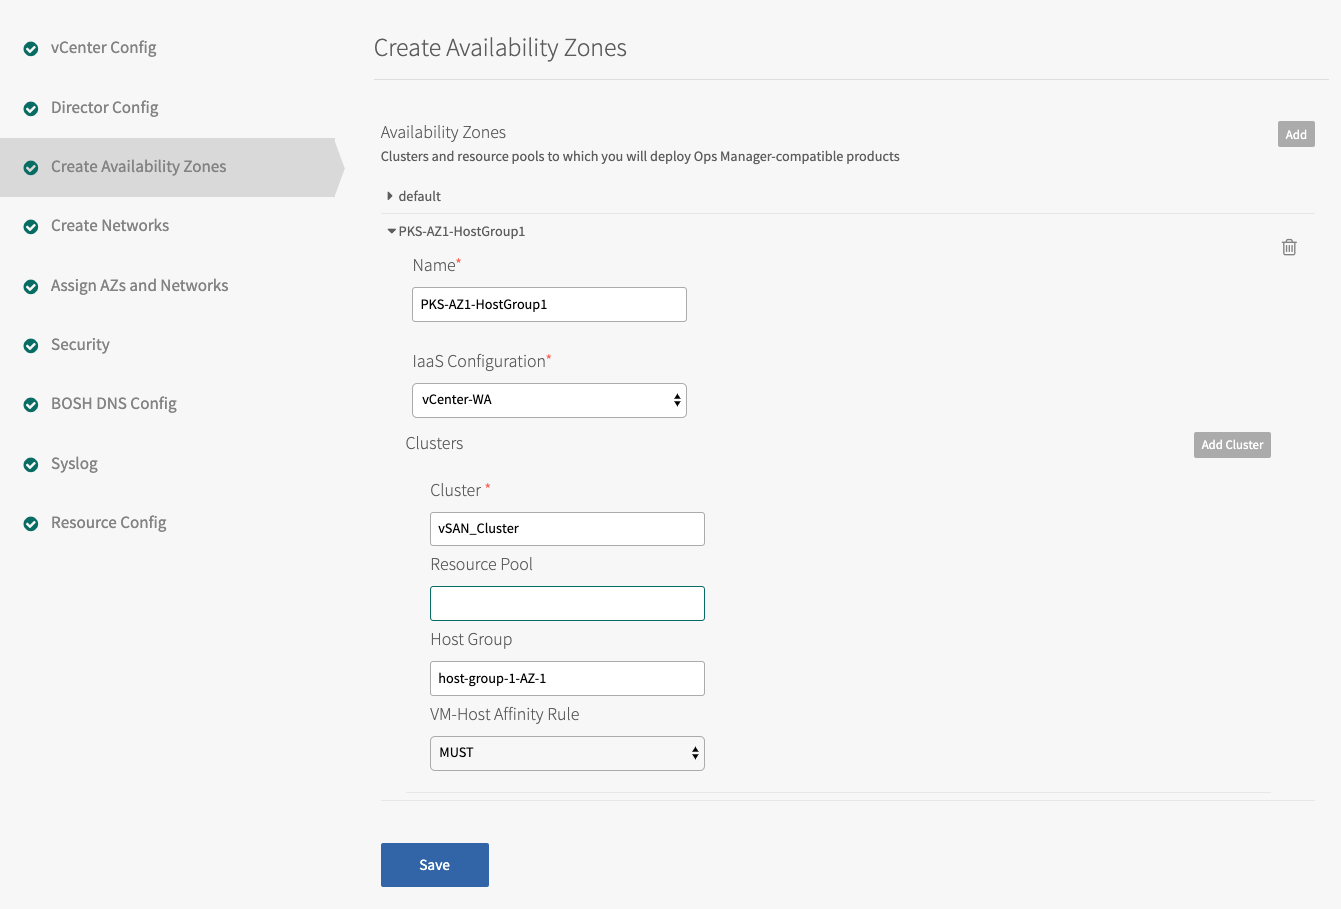 vCenter Config
Director Config
Create Availability Zones
Create Networks
Assign AZs and Networks
Security
BOSH DNS Config
Syslog
Resource Config
Create Availability Zones
Availability Zones
Add
Clusters and resource pools to which you will deploy Ops Manager-compatible products
default
PKS-AZ1-HostGroup1
Name*
PKS-AZ1-HostGroup1
IaaS Configuration*
vCenter-WA
Clusters
Add Cluster
Cluster *
vSAN_Cluster
Resource Pool
Host Group
host-group-1-AZ-1
VM-Host Affinity Rule
MUST
Save